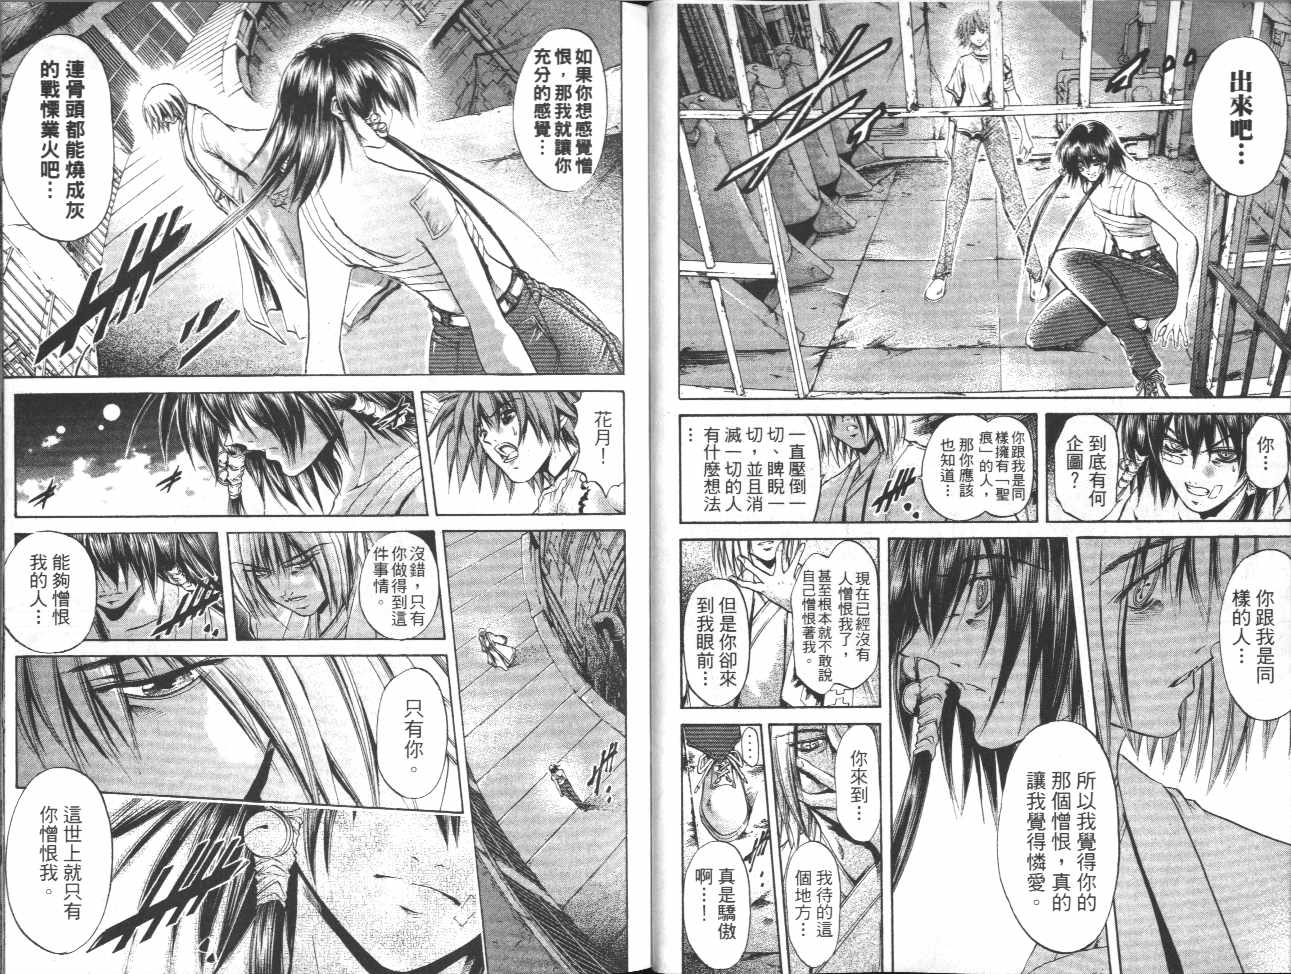 出來吧…
你…
到底有何
企圖?
你跟我是同
樣擁有「聖
痕」的人，
那你應該
也知道…
一直壓倒一
切、睥睨一
切，並且消
滅一切的人
有什麼想法
…
你跟我是同
樣的人…
所以我覺得你的
那個憎恨，真的
讓我覺得憐愛。
現在已經沒有
人憎恨我了，
甚至根本就不敢說
自己憎恨著我。
但是你卻來
到我眼前…
你來到…
我待的這
個地方…
…
真是驕傲
啊…!
如果你想感覺憎
恨，那我就讓你
充分的感覺…
連骨頭都能燒成灰
的戰慄業火吧…
花月!
沒錯，只有
你做得到這
件事情。
能夠憎恨
我的人…
只有你。
這世上就只有
你憎恨我。